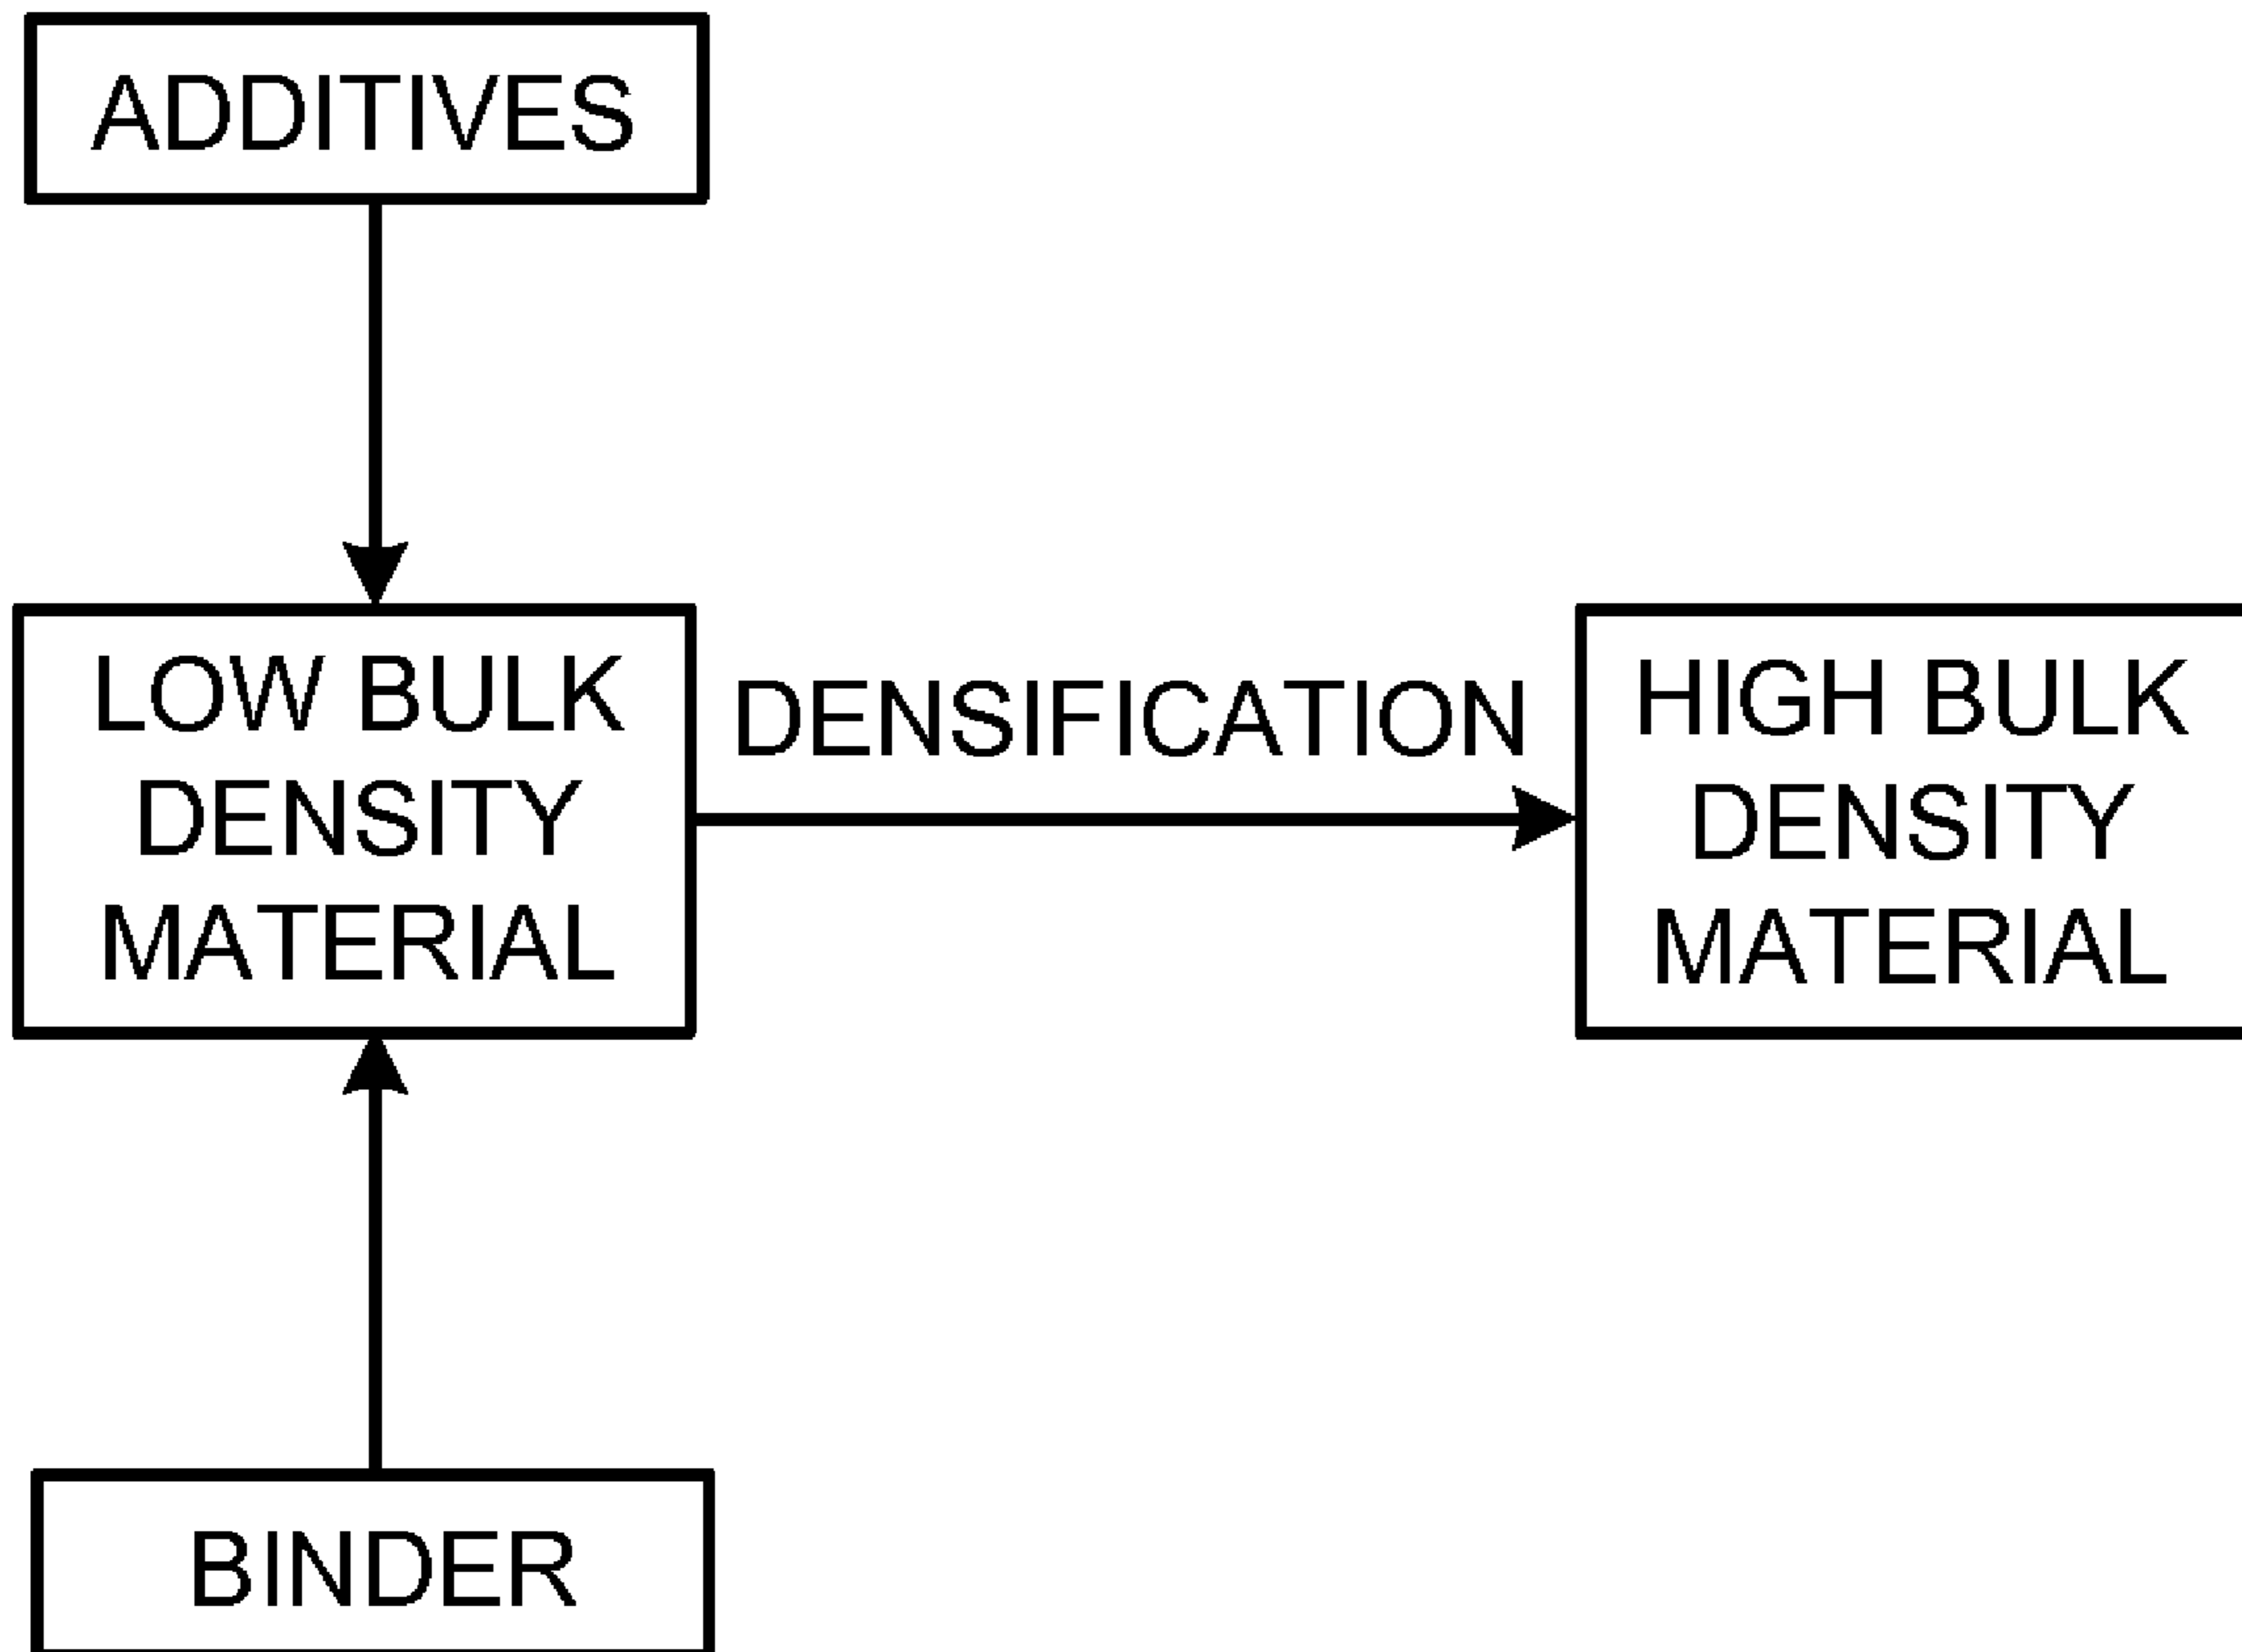 ADDITIVES
LOW BULK
DENSITY
MATERIAL
DENSIFICATION
HIGH BULK
DENSITY
MATERIAL
BINDER